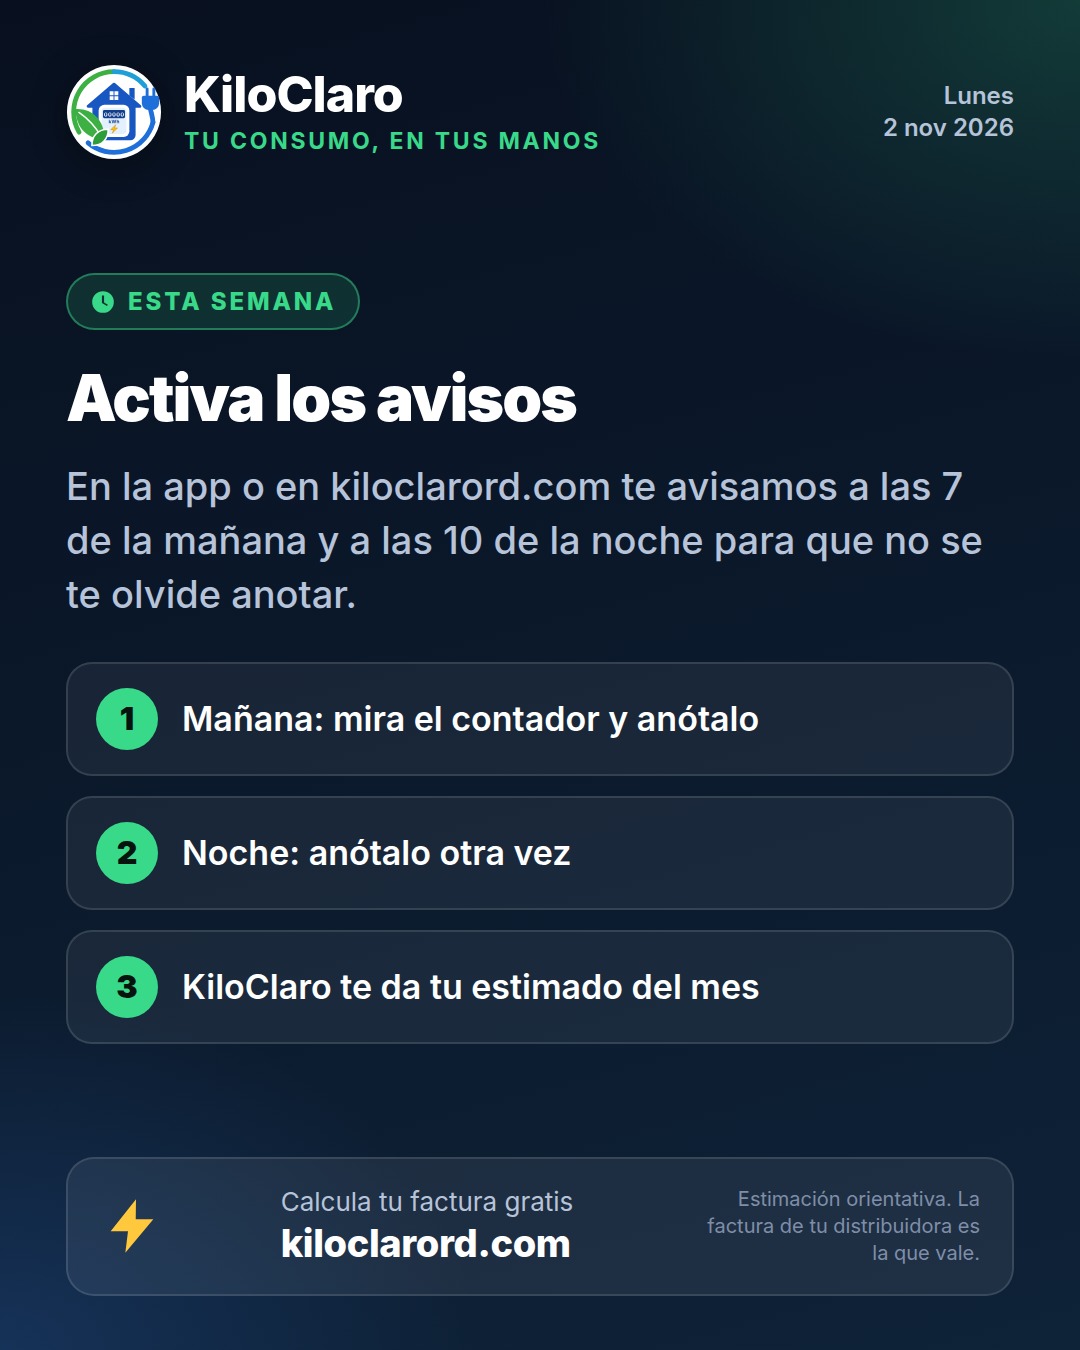 KiloClaro
TU CONSUMO, EN TUS MANOS
Lunes
2 nov 2026
ESTA SEMANA
Activa los avisos
En la app o en kiloclarord.com te avisamos a las 7
de la mañana y a las 10 de la noche para que no se
te olvide anotar.
1 Mañana: mira el contador y anótalo
2 Noche: anótalo otra vez
3 KiloClaro te da tu estimado del mes
Calcula tu factura gratis
kiloclarord.com
Estimación orientativa. La
factura de tu distribuidora es
la que vale.